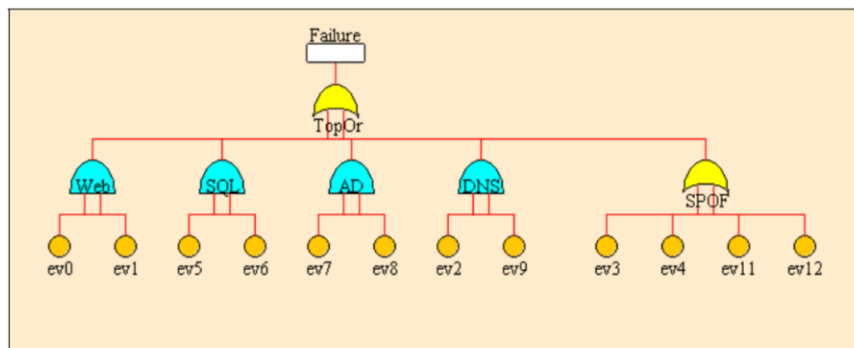 Failure
TopOr
Web SQL AD DNS SPOF
ev0 ev1 ev5 ev6 ev7 ev8 ev2 ev9 ev3 ev4 ev11 ev12